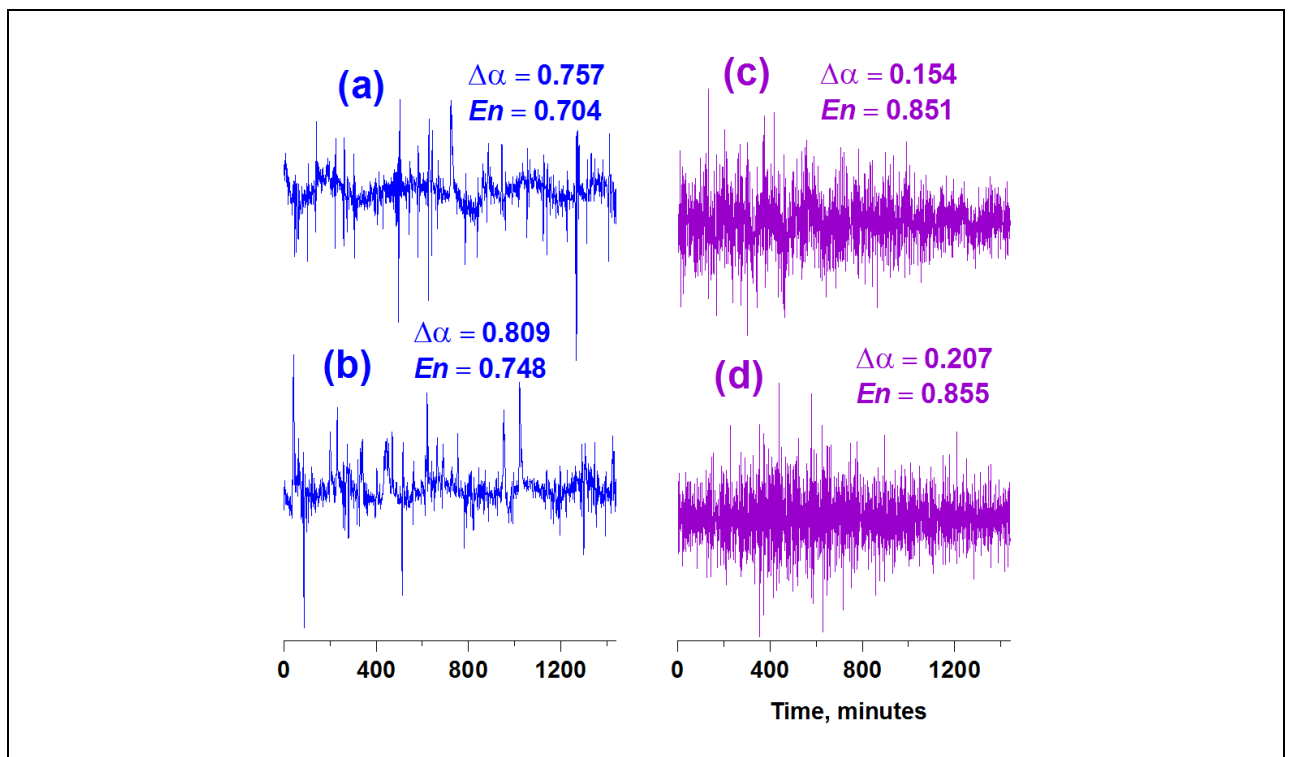 (a)
Δα = 0.757
En = 0.704
(c)
Δα = 0.154
En = 0.851
(b)
Δα = 0.809
En = 0.748
(d)
Δα = 0.207
En = 0.855
0 400 800 1200
0 400 800 1200
Time, minutes